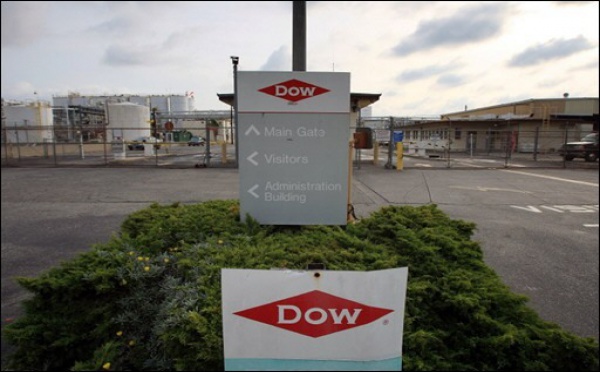 DOW
Main Gate
Visitors
Administration
Building
DOW